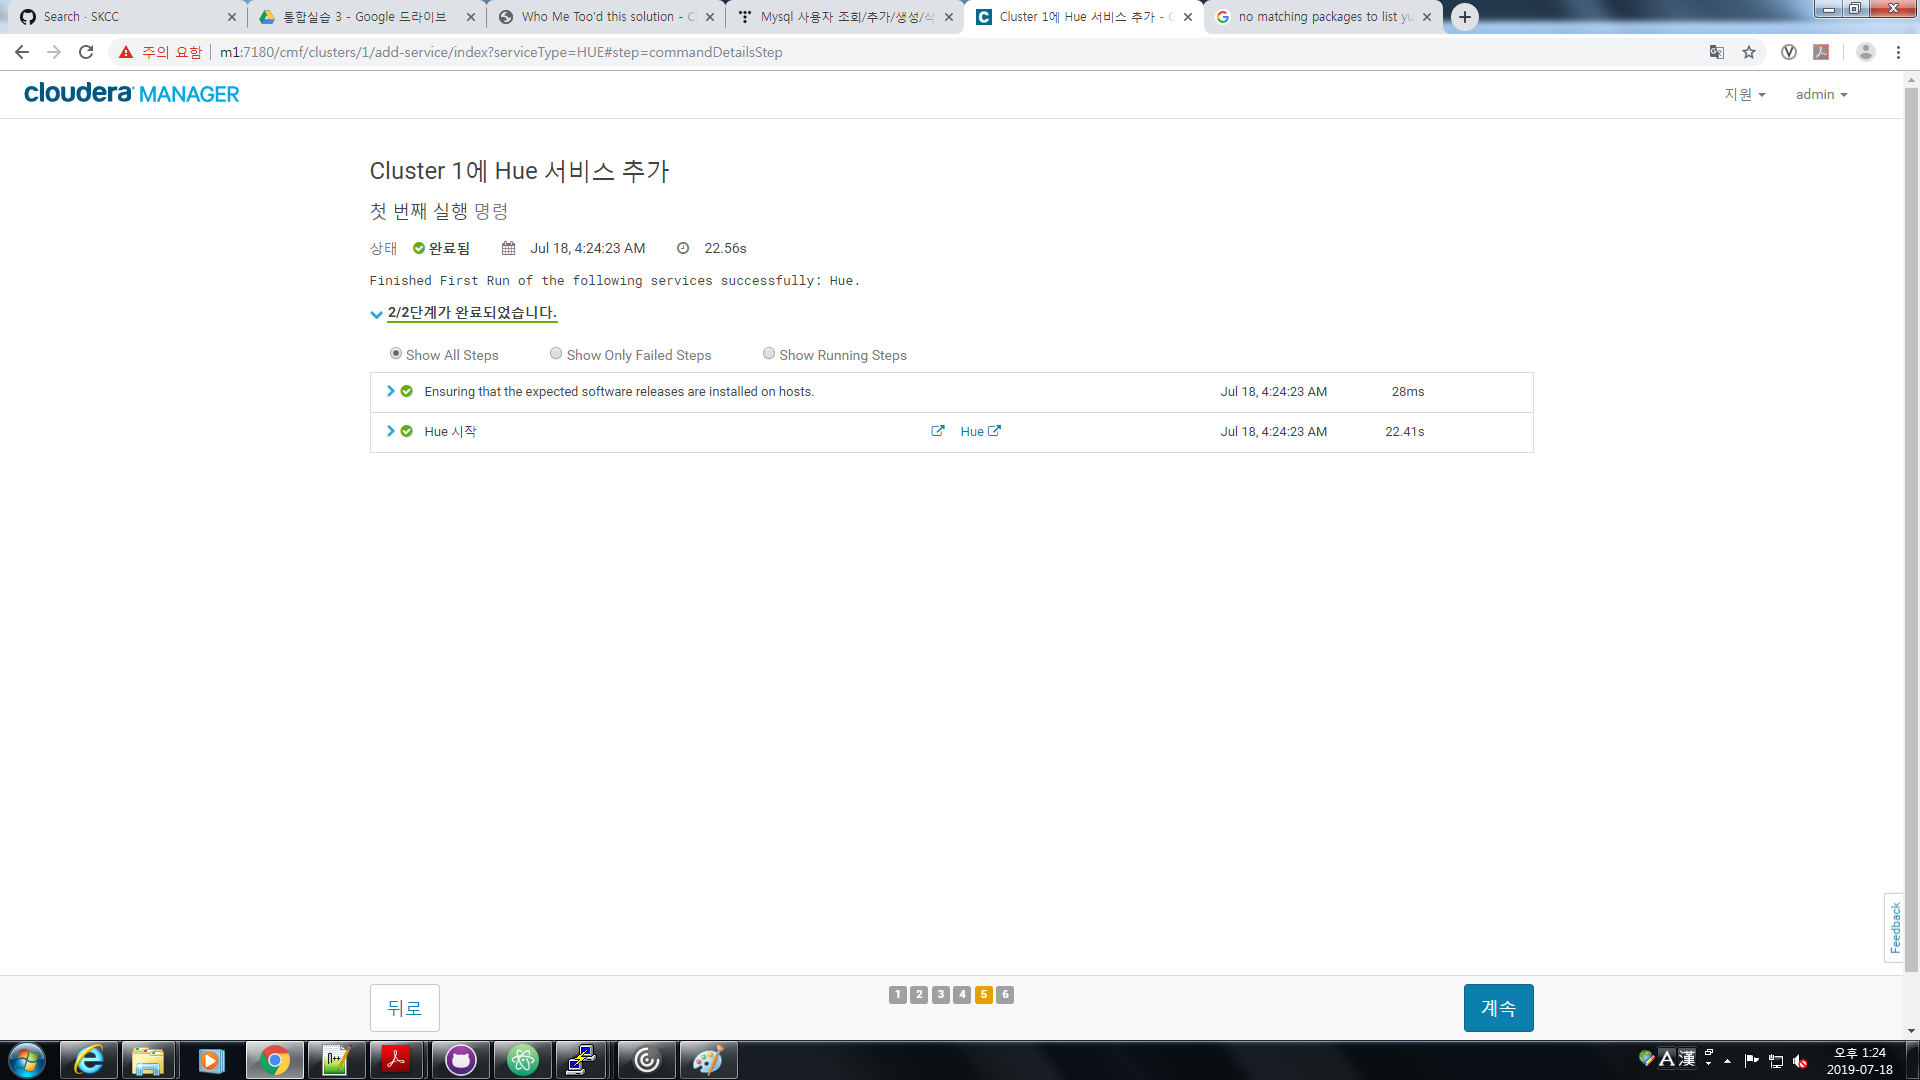 Search · SKCC
통합실습 3 - Google 드라이브
Who Me Too'd this solution - Cl
Mysql 사용자 조회/추가/생성/삭
Cluster 1에 Hue 서비스 추가 - C
no matching packages to list yu
주의 요함
m1:7180/cmf/clusters/1/add-service/index?serviceType=HUE#step=commandDetailsStep
cloudera MANAGER
지원
admin
Cluster 1에 Hue 서비스 추가
첫 번째 실행 명령
상태 완료됨 Jul 18, 4:24:23 AM 22.56s
Finished First Run of the following services successfully: Hue.
2/2단계가 완료되었습니다.
Show All Steps Show Only Failed Steps Show Running Steps
Ensuring that the expected software releases are installed on hosts. Jul 18, 4:24:23 AM 28ms
Hue 시작 Hue Jul 18, 4:24:23 AM 22.41s
Feedback
뒤로
1 2 3 4 5 6
계속
A 漢
오후 1:24
2019-07-18